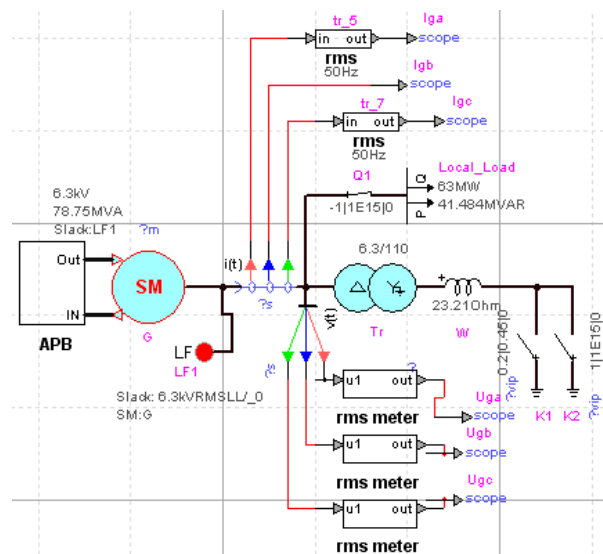 tr_5
Iga
in out
scope
rms
50Hz
Igb
scope
tr_7
Igc
in out
scope
rms
50Hz
Local_Load
Q1
Q
63MW
-1|1E15|0
P
41.484MVAR
6.3kV
78.75MVA
Slack:LF1
?m
Out
IN
APB
SM
G
i(t)
?s
6.3/110
Tr
+
23.21Ohm
W
v(t)
LF
LF1
Slack: 6.3kVRMSLL/_0
SM:G
?s
0.2|0.45|0
?vip
K1
K2
1|1E15|0
?vip
?
u1 out
Uga
scope
rms meter
Ugb
u1 out
scope
rms meter
Ugc
u1 out
scope
rms meter